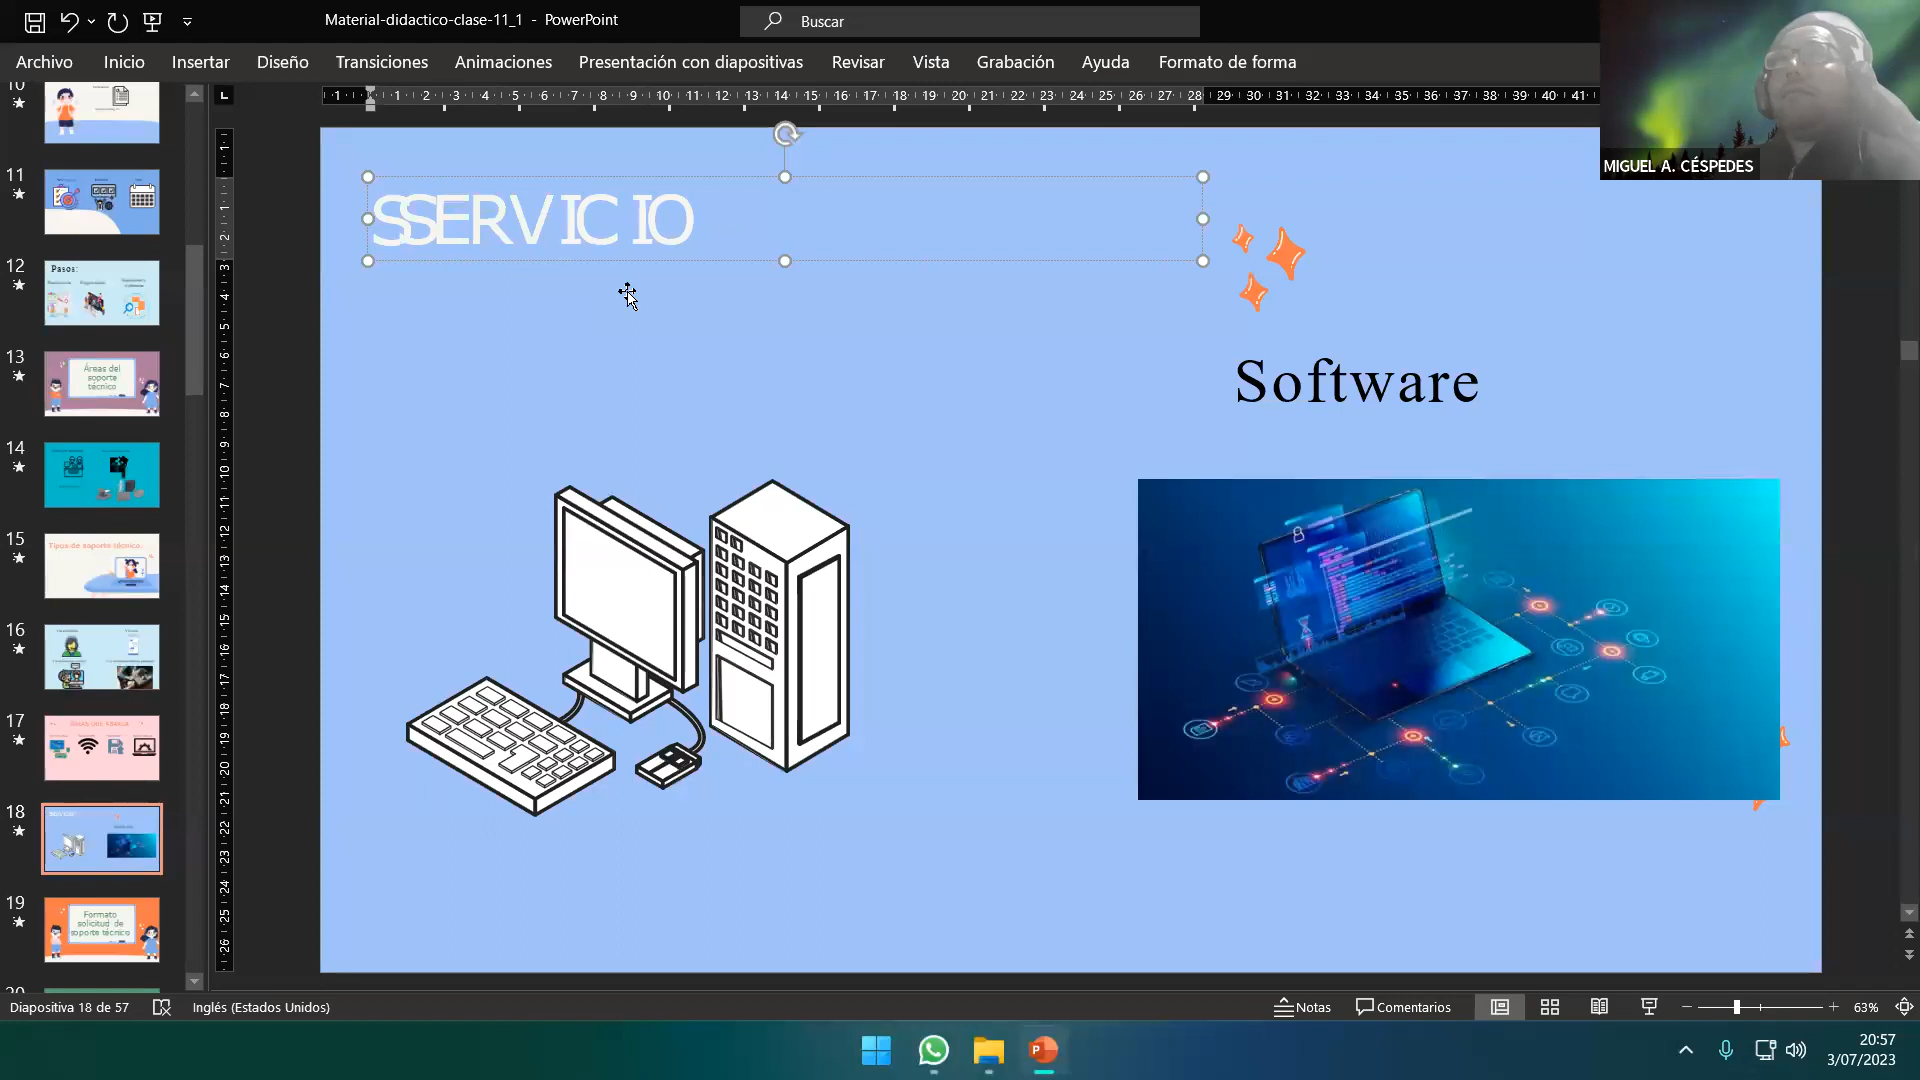 Material-didactico-clase-11_1 - PowerPoint
Buscar
Archivo Inicio Insertar Diseño Transiciones Animaciones Presentación con diapositivas Revisar Vista Grabación Ayuda Formato de forma
MIGUEL A. CÉSPEDES
SSERVICIO
Software
10
11
12
Pasos:
13
Áreas del
soporte
técnico
14
15
Tipos de soporte técnico.
16
17
18
19
Formato
solicitud de
soporte técnico
20
Diapositiva 18 de 57
Inglés (Estados Unidos)
Notas
Comentarios
63%
20:57
3/07/2023